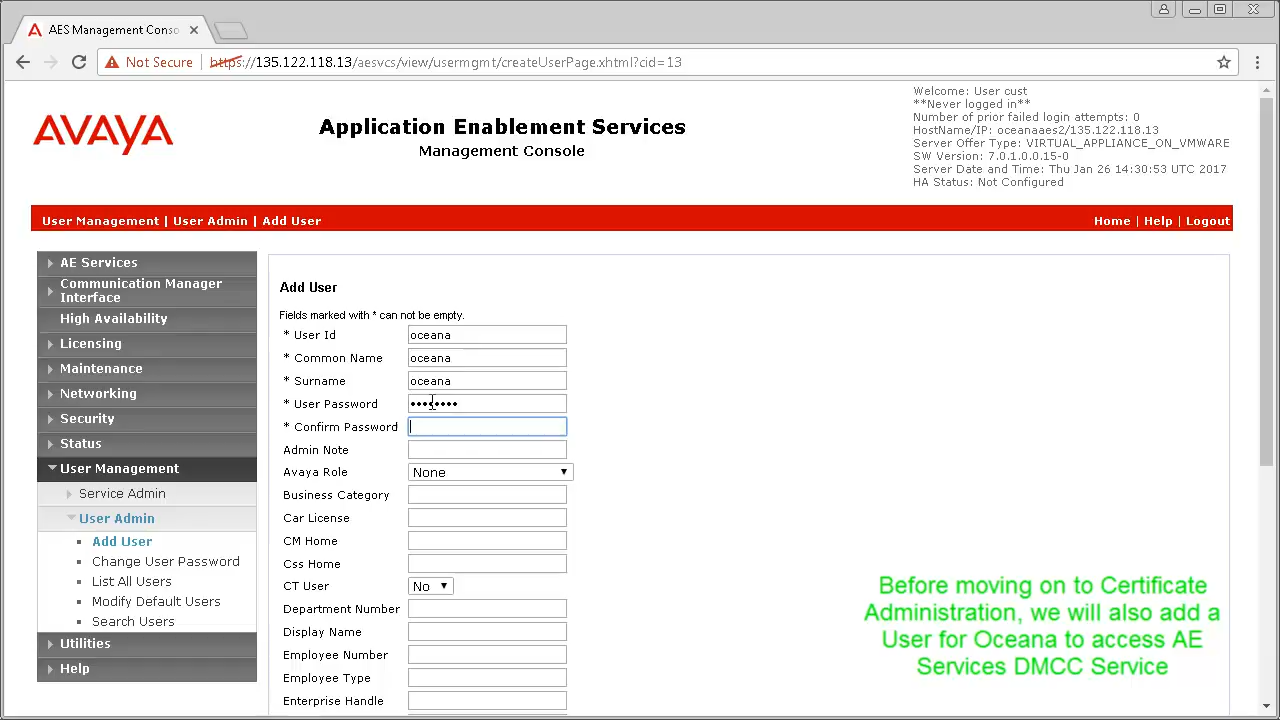 AES Management Conso
Not Secure
https://135.122.118.13/aesvcs/view/usermgmt/createUserPage.xhtml?cid=13
Welcome: User cust
**Never logged in**
Number of prior failed login attempts: 0
HostName/IP: oceanaaes2/135.122.118.13
Server Offer Type: VIRTUAL_APPLIANCE_ON_VMWARE
SW Version: 7.0.1.0.0.15-0
Server Date and Time: Thu Jan 26 14:30:53 UTC 2017
HA Status: Not Configured
AVAYA
Application Enablement Services
Management Console
User Management | User Admin | Add User
Home | Help | Logout
AE Services
Communication Manager
Interface
High Availability
Licensing
Maintenance
Networking
Security
Status
User Management
Service Admin
User Admin
Add User
Change User Password
List All Users
Modify Default Users
Search Users
Utilities
Help
Add User
Fields marked with * can not be empty.
* User Id oceana
* Common Name oceana
* Surname oceana
* User Password ••••••••
* Confirm Password
Admin Note
Avaya Role None
Business Category
Car License
CM Home
Css Home
CT User No
Department Number
Display Name
Employee Number
Employee Type
Enterprise Handle
Before moving on to Certificate
Administration, we will also add a
User for Oceana to access AE
Services DMCC Service